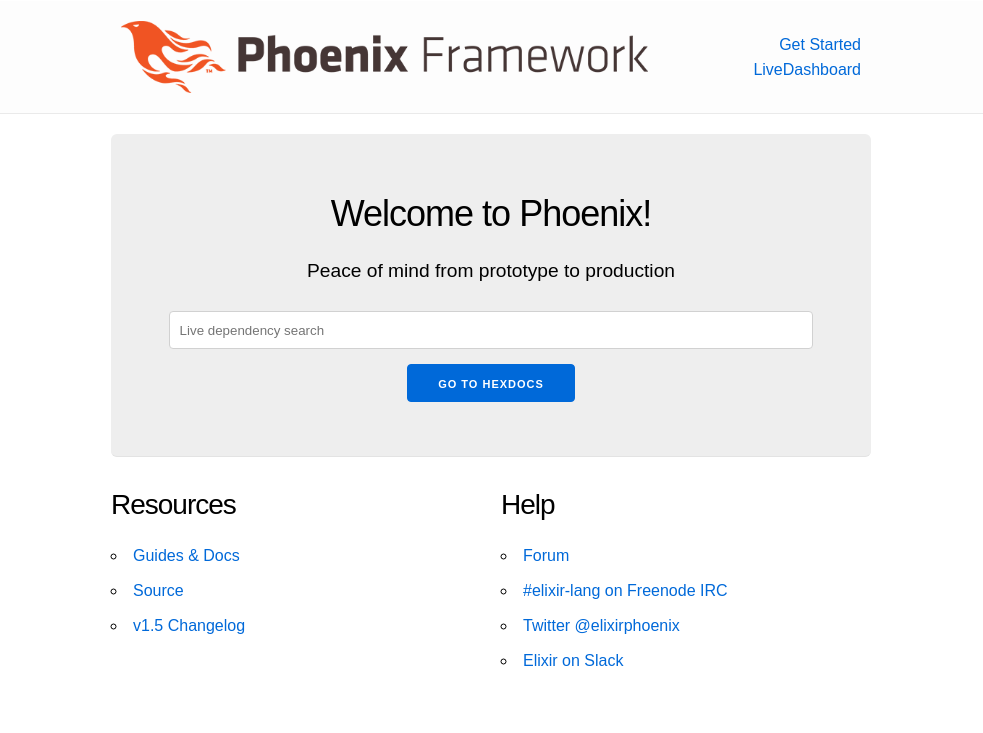 Phoenix Framework
Get Started
LiveDashboard
Welcome to Phoenix!
Peace of mind from prototype to production
Live dependency search
GO TO HEXDOCS
Resources
Guides & Docs
Source
v1.5 Changelog
Help
Forum
#elixir-lang on Freenode IRC
Twitter @elixirphoenix
Elixir on Slack